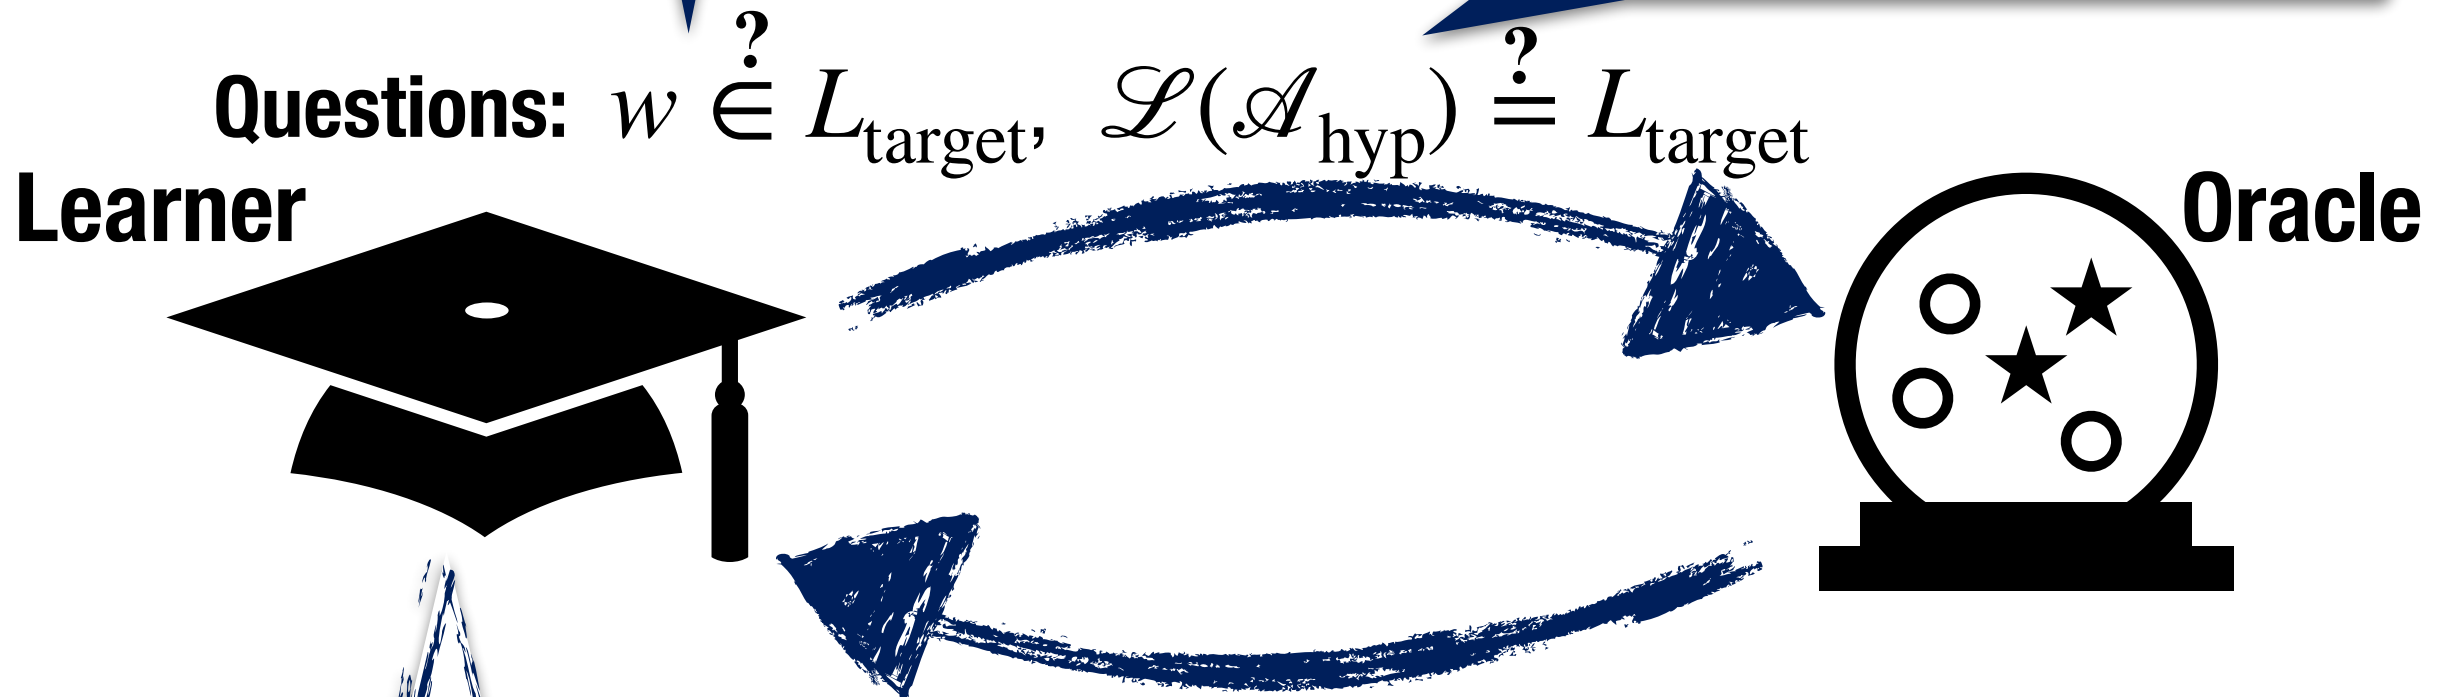 Questions: w ∈? L_target, ℒ(𝒜_hyp) =? L_target
Learner
Oracle